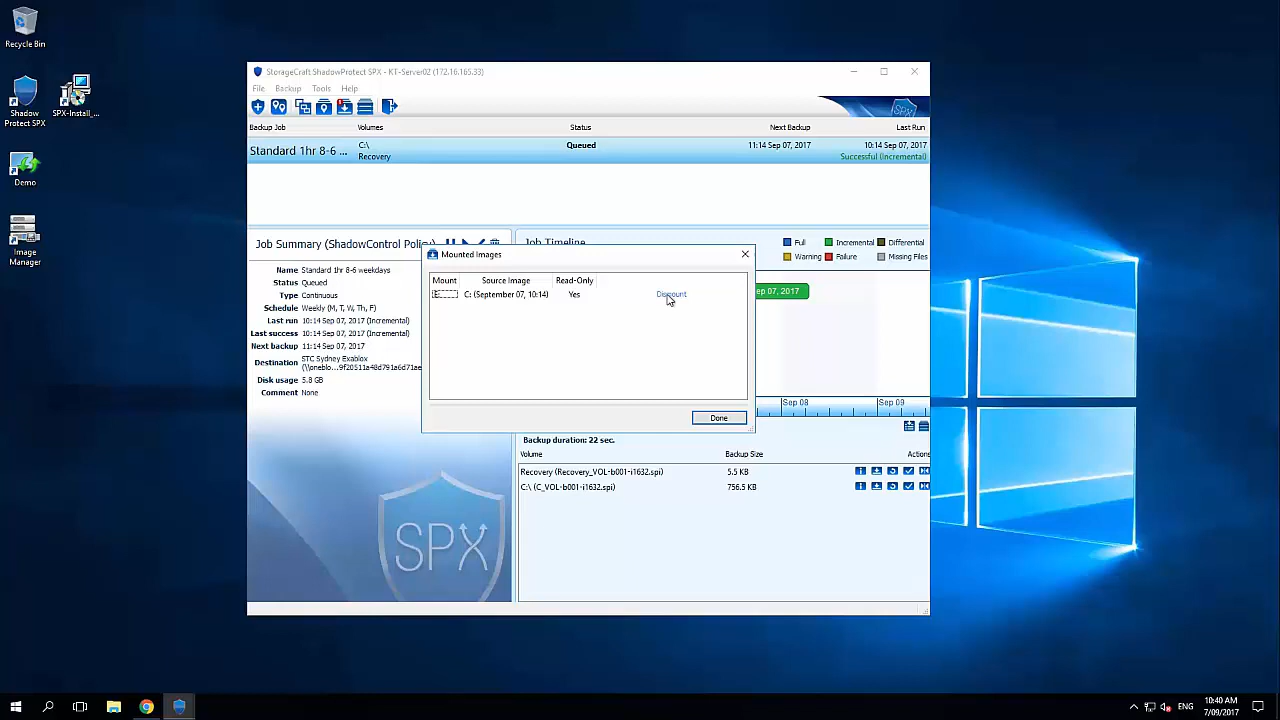 Recycle Bin
Shadow
Protect SPX
SPX-Install_...
Demo
Image
Manager
StorageCraft ShadowProtect SPX - KT-Server02 (172.16.165.33)
File Backup Tools Help
Backup Job Volumes Status Next Backup Last Run
Standard 1hr 8-6 ... C:\ Queued 11:14 Sep 07, 2017 10:14 Sep 07, 2017
Recovery Successful (Incremental)
Job Summary (ShadowControl Policy)
Job Timeline
Full Incremental Differential
Warning Failure Missing Files
Name Standard 1hr 8-6 weekdays
Status Queued
Type Continuous
Schedule Weekly (M, T, W, Th, F)
Last run 10:14 Sep 07, 2017 (Incremental)
Last success 10:14 Sep 07, 2017 (Incremental)
Next backup 11:14 Sep 07, 2017
Destination STC Sydney Exablox
(\\poneblo...9f20511a48d791a6d71ae
Disk usage 5.8 GB
Comment None
SPX
Mounted Images
Mount Source Image Read-Only
E: C: (September 07, 10:14) Yes Dismount
Done
ep 07, 2017
Sep 08 Sep 09
Backup duration: 22 sec.
Volume Backup Size Actions
Recovery (Recovery_VOL-b001-i1632.spi) 5.5 KB
C:\ (C_VOL-b001-i1632.spi) 756.5 KB
ENG
10:40 AM
7/09/2017